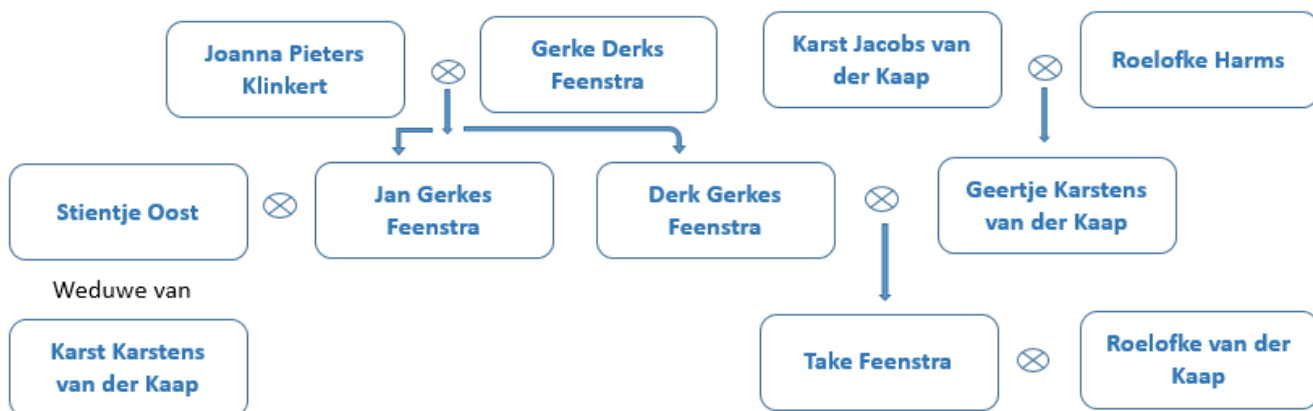 Joanna Pieters
Klinkert
Gerke Derks
Feenstra
Karst Jacobs van
der Kaap
Roelofke Harms
Stientje Oost
Jan Gerkes
Feenstra
Derk Gerkes
Feenstra
Geertje Karstens
van der Kaap
Weduwe van
Karst Karstens
van der Kaap
Take Feenstra
Roelofke van der
Kaap